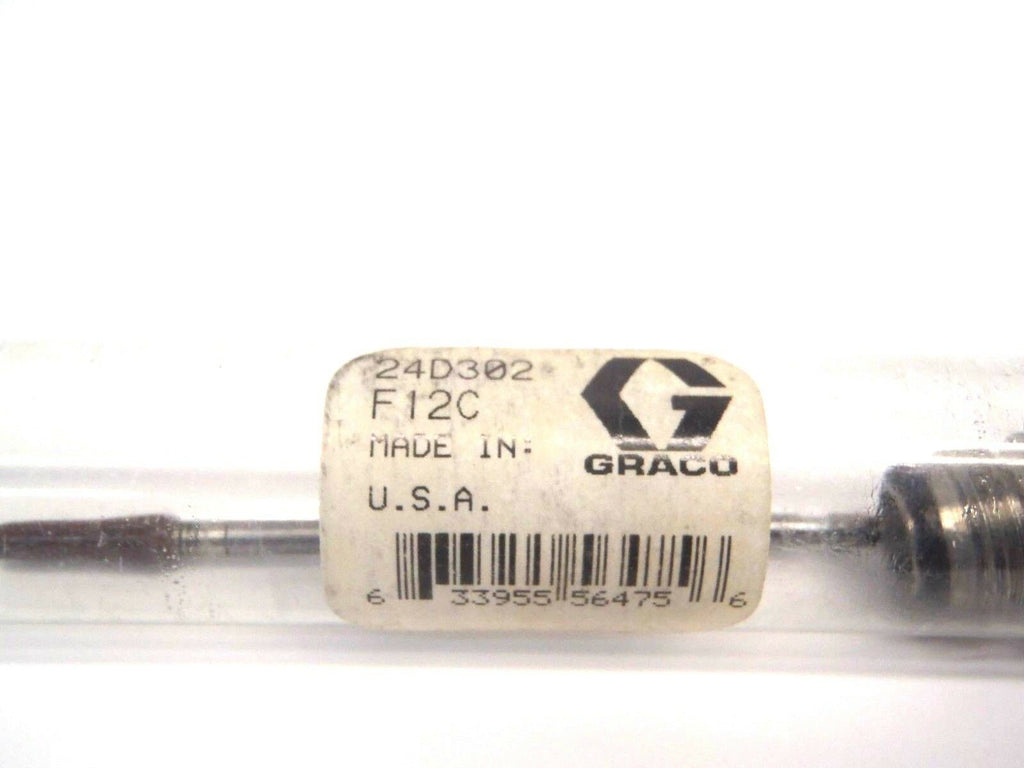 24D302
F12C
MADE IN:
U.S.A.
GRACO
6 33955 56475 6